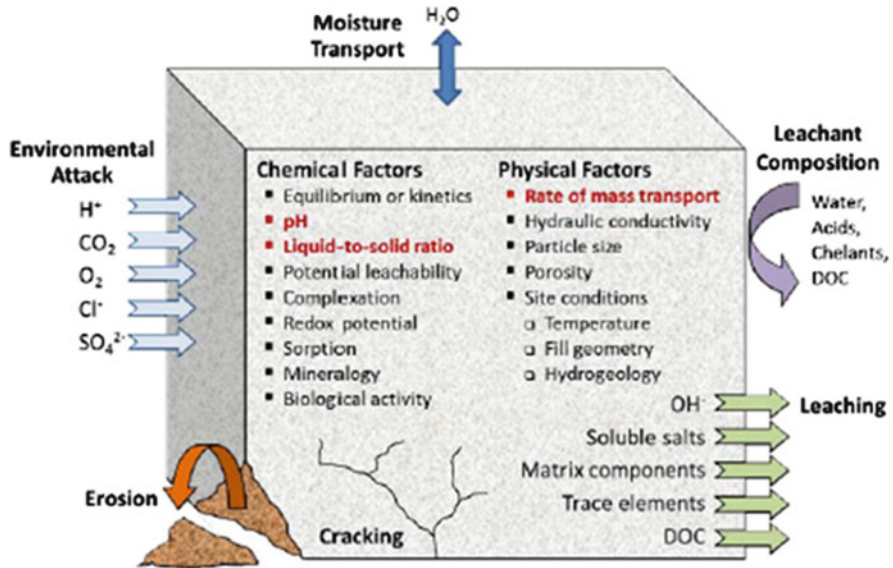 Moisture
Transport
H₂O
Environmental
Attack
H⁺
CO₂
O₂
Cl⁻
SO₄²⁻
Chemical Factors
▪ Equilibrium or kinetics
▪ pH
▪ Liquid-to-solid ratio
▪ Potential leachability
▪ Complexation
▪ Redox potential
▪ Sorption
▪ Mineralogy
▪ Biological activity
Physical Factors
▪ Rate of mass transport
▪ Hydraulic conductivity
▪ Particle size
▪ Porosity
▪ Site conditions
❑ Temperature
❑ Fill geometry
❑ Hydrogeology
Leachant
Composition
Water,
Acids,
Chelants,
DOC
OH⁻
Soluble salts
Matrix components
Trace elements
DOC
Leaching
Erosion
Cracking